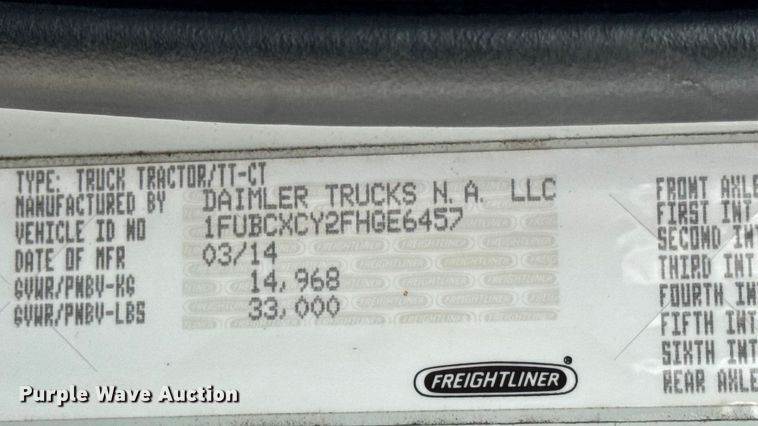 TYPE: TRUCK TRACTOR/TT-CT
MANUFACTURED BY DAIMLER TRUCKS N.A. LLC
VEHICLE ID NO 1FUBCXCY2FHGE6457
DATE OF MFR 03/14
GVWR/PNBV-KG 14,968
GVWR/PNBV-LBS 33,000
FRONT AXLE
FIRST INT
SECOND INT
THIRD INT
FOURTH INT
FIFTH INT
SIXTH INT
REAR AXLE
FREIGHTLINER®
Purple Wave Auction